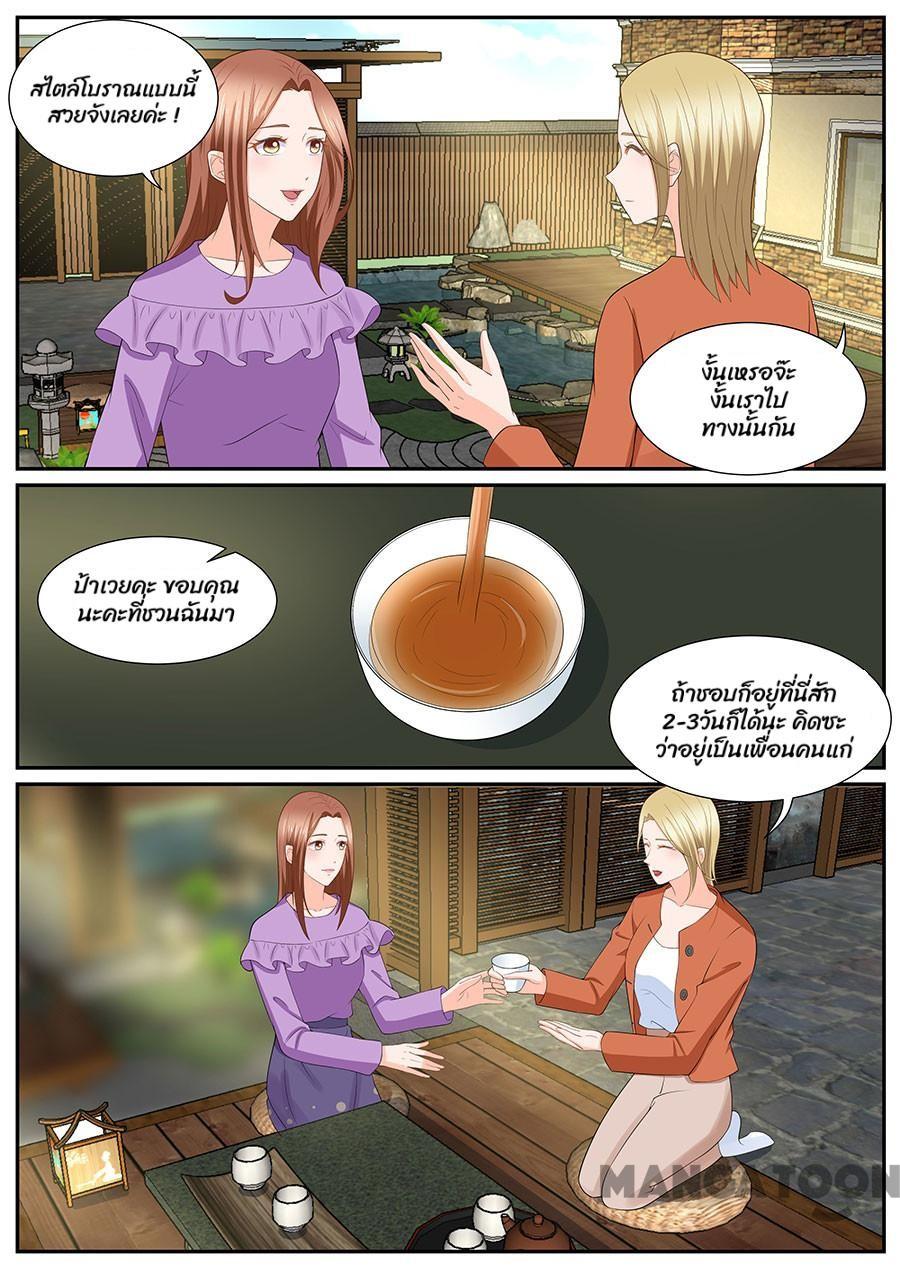 สไตล์โบราณแบบนี้
สวยจังเลยค่ะ !
งั้นเหรอจ๊ะ
งั้นเราไป
ทางนั้นกัน
ป้าเวยคะ ขอบคุณ
นะคะที่ชวนฉันมา
ถ้าชอบก็อยู่ที่นี่สัก
2-3วันก็ได้นะ คิดซะ
ว่าอยู่เป็นเพื่อนคนแก่
MANGATOON